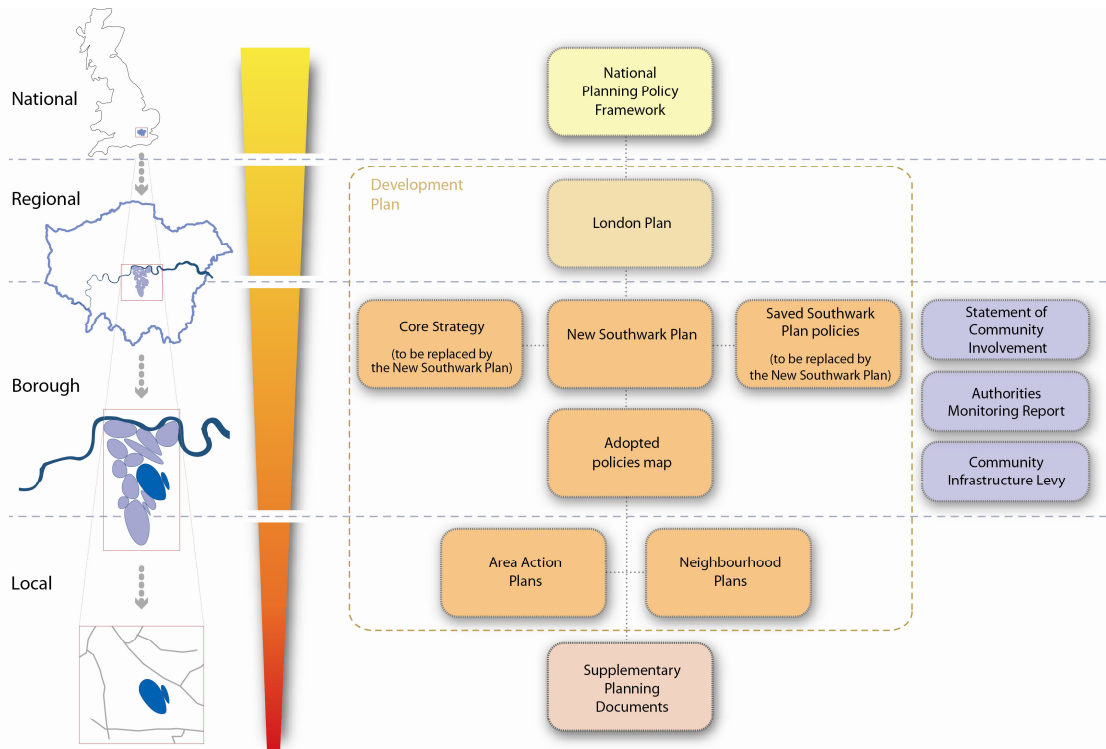 National
National
Planning Policy
Framework
Regional
Development
Plan
London Plan
Borough
Core Strategy
(to be replaced by
the New Southwark Plan)
New Southwark Plan
Saved Southwark
Plan policies
(to be replaced by
the New Southwark Plan)
Statement of
Community
Involvement
Authorities
Monitoring Report
Adopted
policies map
Community
Infrastructure Levy
Local
Area Action
Plans
Neighbourhood
Plans
Supplementary
Planning
Documents